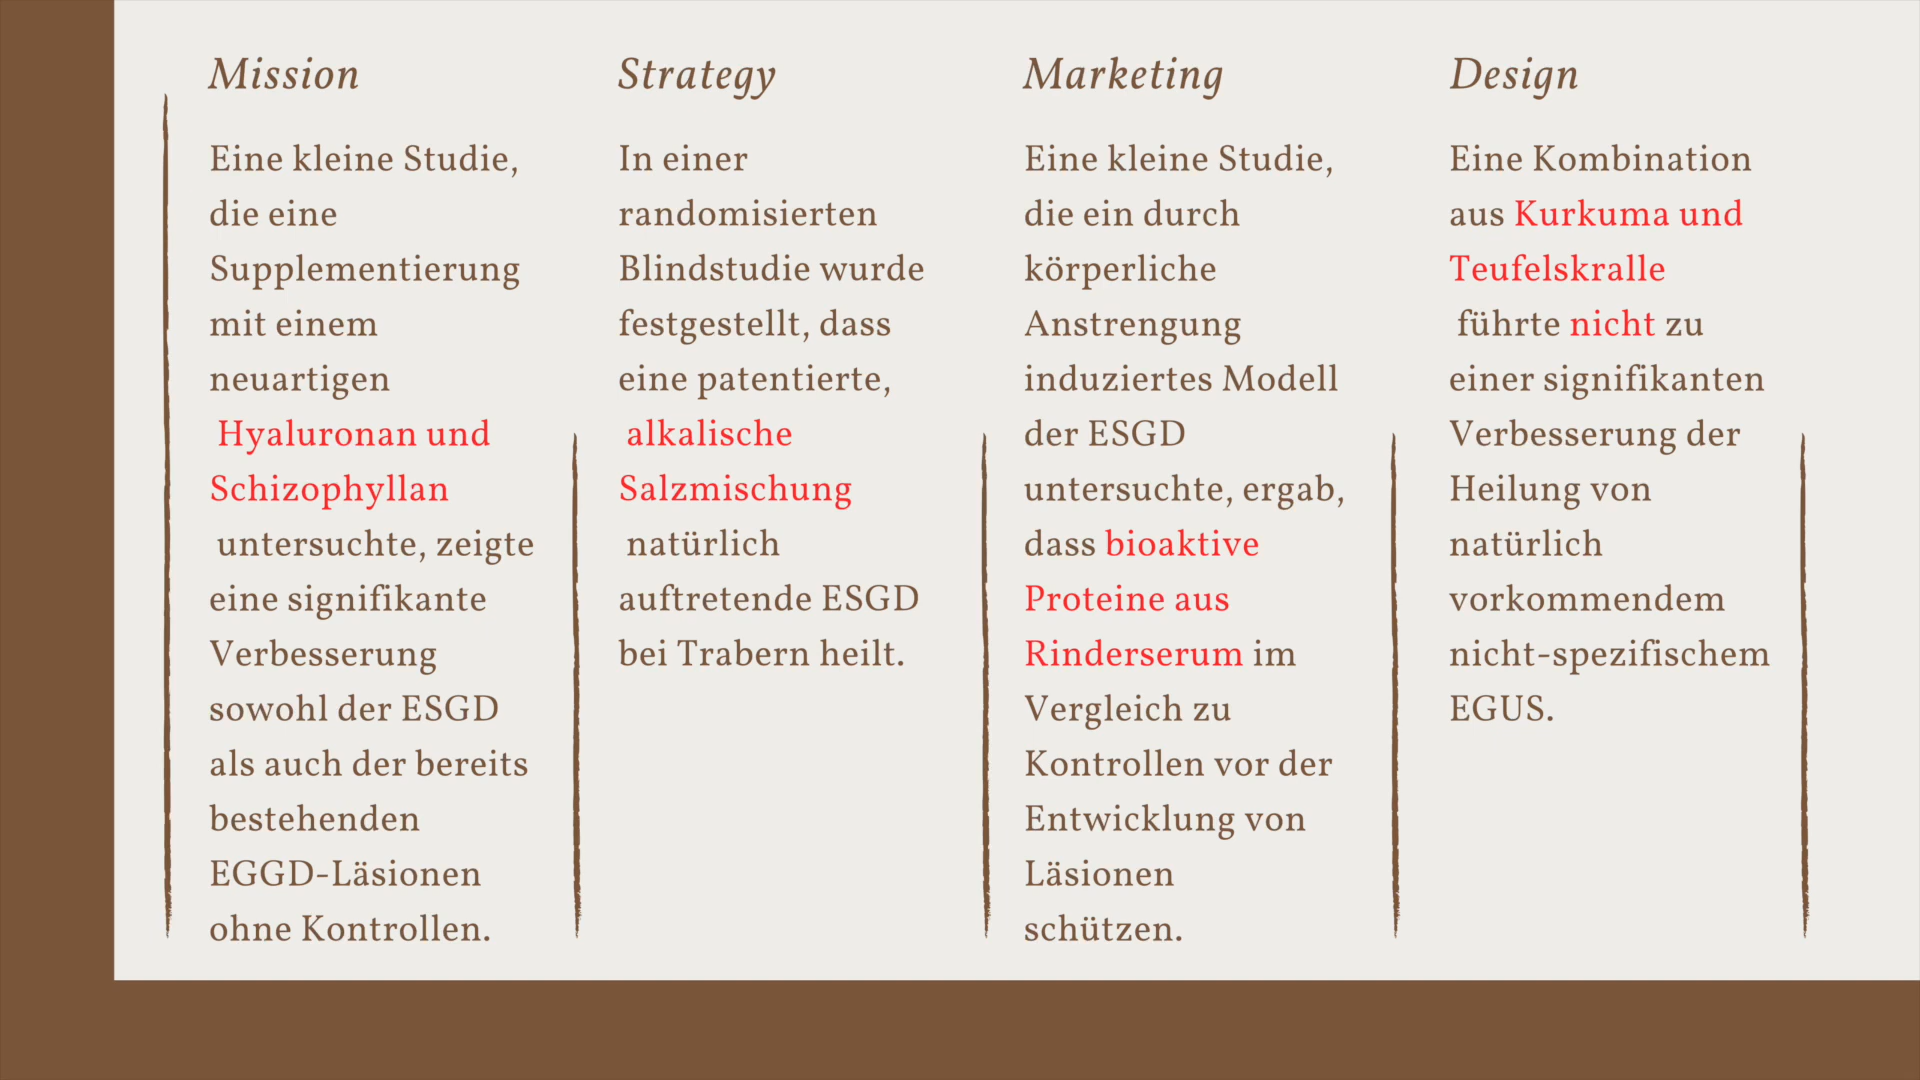 Mission
Eine kleine Studie,
die eine
Supplementierung
mit einem
neuartigen
Hyaluronan und
Schizophyllan
untersuchte, zeigte
eine signifikante
Verbesserung
sowohl der ESGD
als auch der bereits
bestehenden
EGGD-Läsionen
ohne Kontrollen.
Strategy
In einer
randomisierten
Blindstudie wurde
festgestellt, dass
eine patentierte,
alkalische
Salzmischung
natürlich
auftretende ESGD
bei Trabern heilt.
Marketing
Eine kleine Studie,
die ein durch
körperliche
Anstrengung
induziertes Modell
der ESGD
untersuchte, ergab,
dass bioaktive
Proteine aus
Rinderserum im
Vergleich zu
Kontrollen vor der
Entwicklung von
Läsionen
schützen.
Design
Eine Kombination
aus Kurkuma und
Teufelskralle
führte nicht zu
einer signifikanten
Verbesserung der
Heilung von
natürlich
vorkommendem
nicht-spezifischem
EGUS.